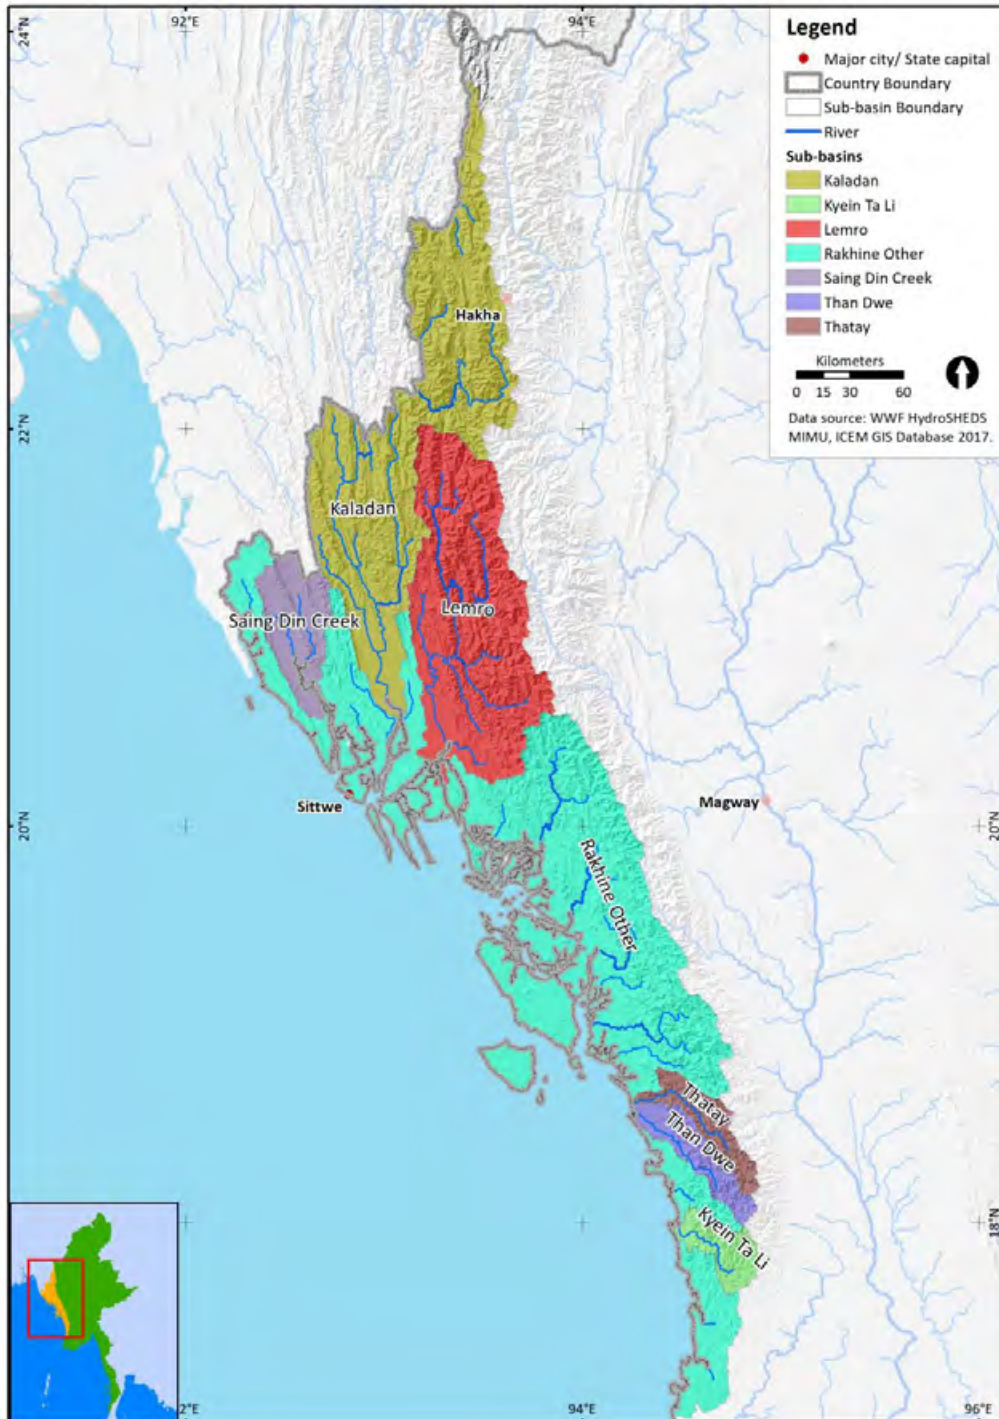 92°E
94°E
24°N
24°N
Legend
Major city/ State capital
Country Boundary
Sub-basin Boundary
River
Sub-basins
Kaladan
Kyein Ta Li
Lemro
Rakhine Other
Saing Din Creek
Than Dwe
Thatay
Kilometers
0 15 30 60
Data source: WWF HydroSHEDS
MIMU, ICEM GIS Database 2017.
Hakha
22°N
Kaladan
Lemro
Saing Din Creek
Sittwe
Magway
20°N
20°N
Rakhine Other
Thatay
Than Dwe
Kyein Ta Li
18°N
2°E
94°E
96°E